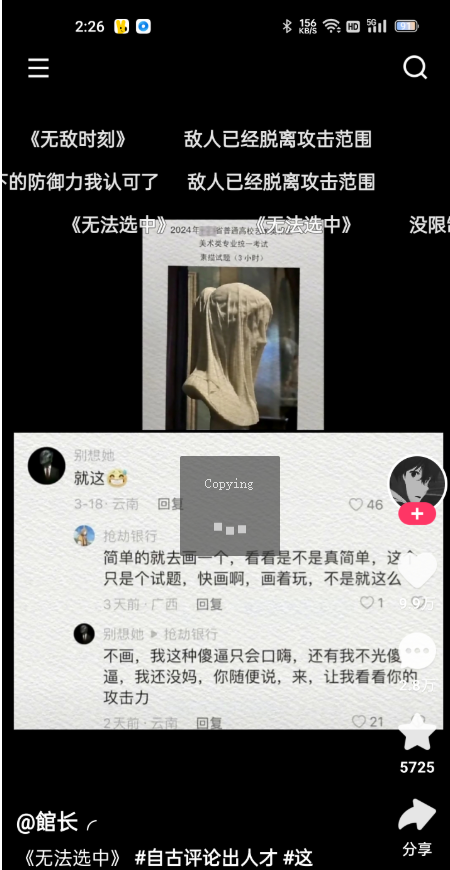 2:26
156
KB/S
HD
5G
91
《无敌时刻》
敌人已经脱离攻击范围
下的防御力我认可了
敌人已经脱离攻击范围
《无法选中》
《无法选中》
没限
2024年
省普通高校
美术类专业统一考试
素描试题（3小时）
别想她
就这😅
3-18·云南 回复
46
抢劫银行
简单的就去画一个，看看是不是真简单，这个
只是个试题，快画啊，画着玩，不是就这么
3天前·广西 回复
1
别想她 ▸ 抢劫银行
不画，我这种傻逼只会口嗨，还有我不光傻
逼，我还没妈，你随便说，来，让我看看你的
攻击力
2天前·云南 回复
21
Copying
2.8万
5725
分享
@館长╭
《无法选中》 #自古评论出人才 #这